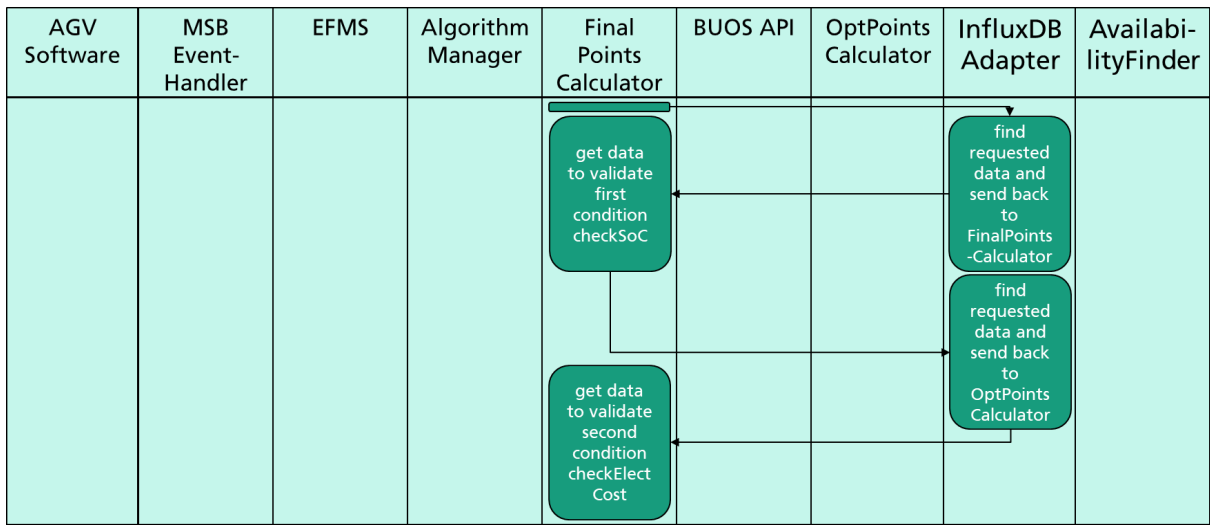 AGV
Software
MSB
Event-
Handler
EFMS
Algorithm
Manager
Final
Points
Calculator
BUOS API
OptPoints
Calculator
InfluxDB
Adapter
Availabi-
lityFinder
get data
to validate
first
condition
checkSoC
find
requested
data and
send back
to
FinalPoints
-Calculator
find
requested
data and
send back
to
OptPoints
Calculator
get data
to validate
second
condition
checkElect
Cost